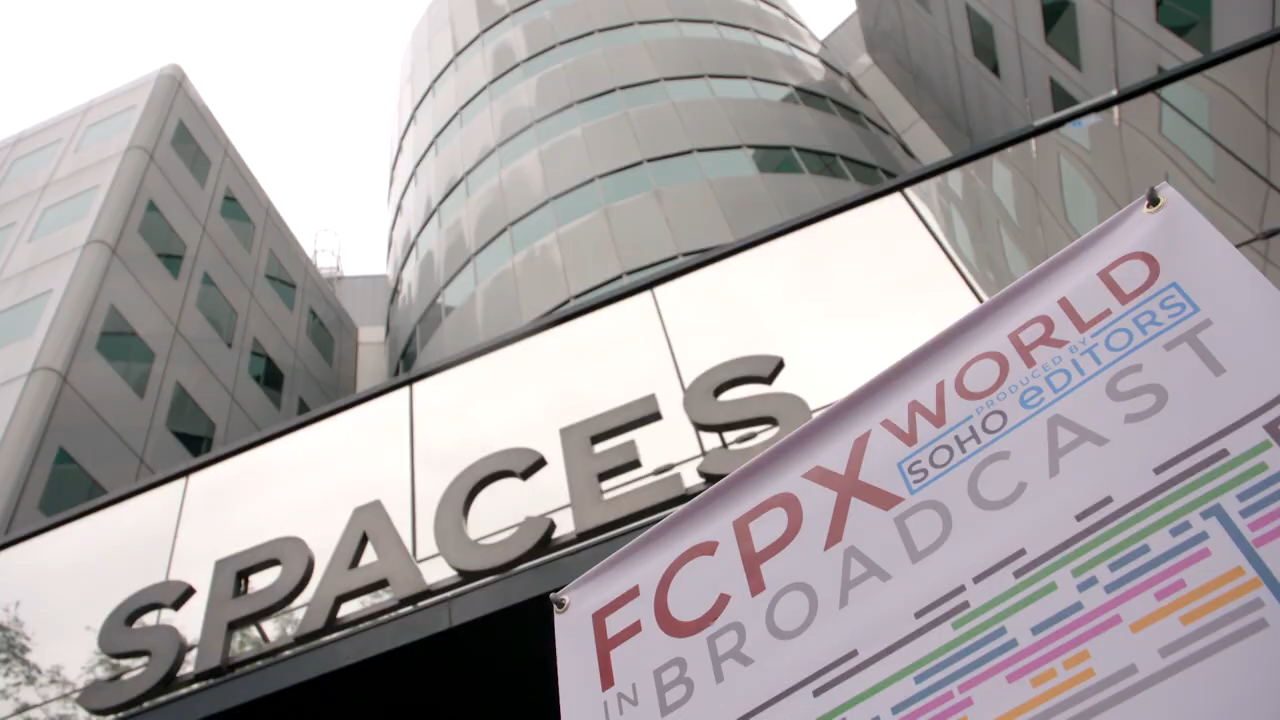 SPACES
FCPX WORLD
PRODUCED BY
SOHO eDITORS
IN BROADCAST